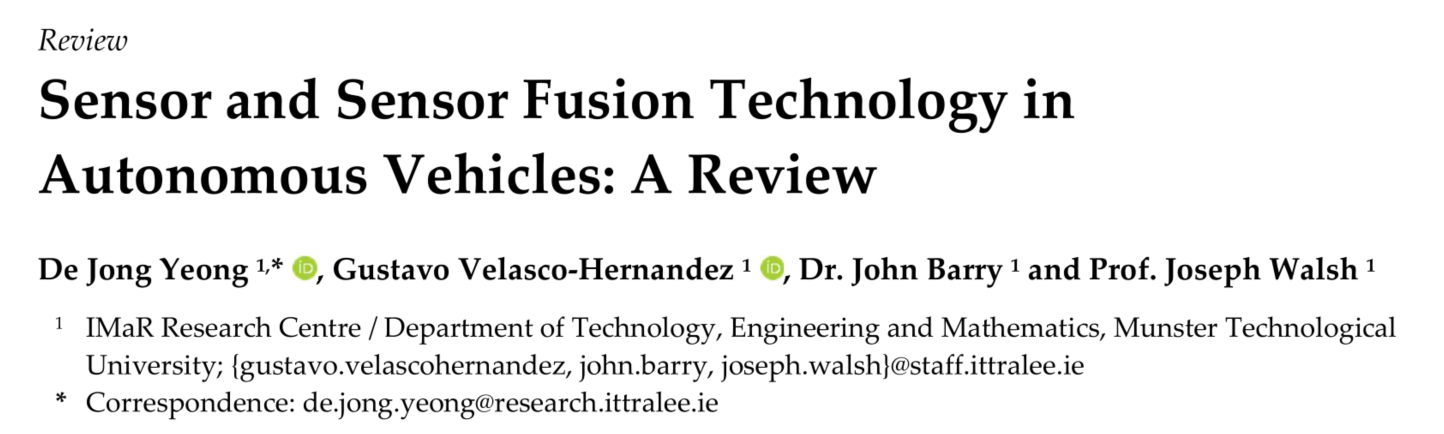 Review
Sensor and Sensor Fusion Technology in
Autonomous Vehicles: A Review
De Jong Yeong 1,* iD, Gustavo Velasco-Hernandez 1 iD, Dr. John Barry 1 and Prof. Joseph Walsh 1
1 IMaR Research Centre / Department of Technology, Engineering and Mathematics, Munster Technological
University; {gustavo.velascohernandez, john.barry, joseph.walsh}@staff.ittralee.ie
* Correspondence: de.jong.yeong@research.ittralee.ie